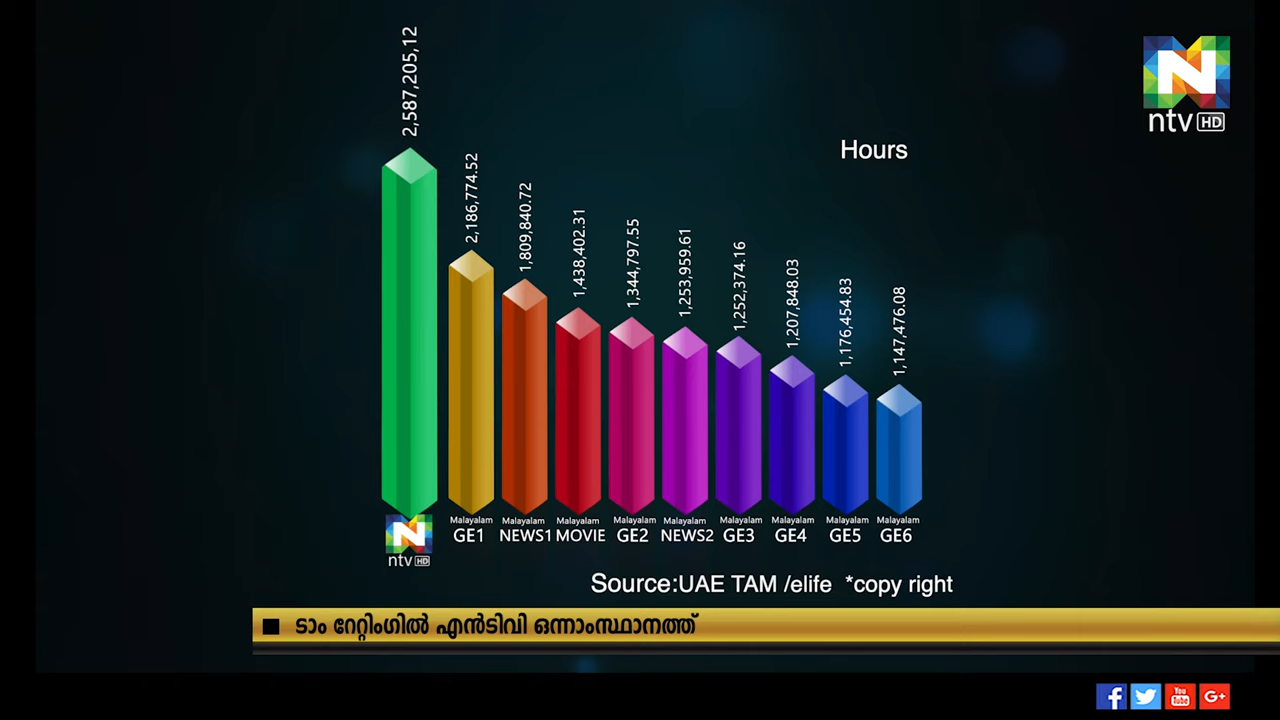 N
ntv HD
Hours
2,587,205,12
2,186,774.52
1,809,840.72
1,438,402.31
1,344,797.55
1,253,959.61
1,252,374.16
1,207,848.03
1,176,454.83
1,147,476.08
N
ntv HD
Malayalam
GE1
Malayalam
NEWS1
Malayalam
MOVIE
Malayalam
GE2
Malayalam
NEWS2
Malayalam
GE3
Malayalam
GE4
Malayalam
GE5
Malayalam
GE6
Source:UAE TAM /elife *copy right
ടാം റേറ്റിംഗിൽ എൻടിവി ഒന്നാംസ്ഥാനത്ത്
f
You
Tube
G+